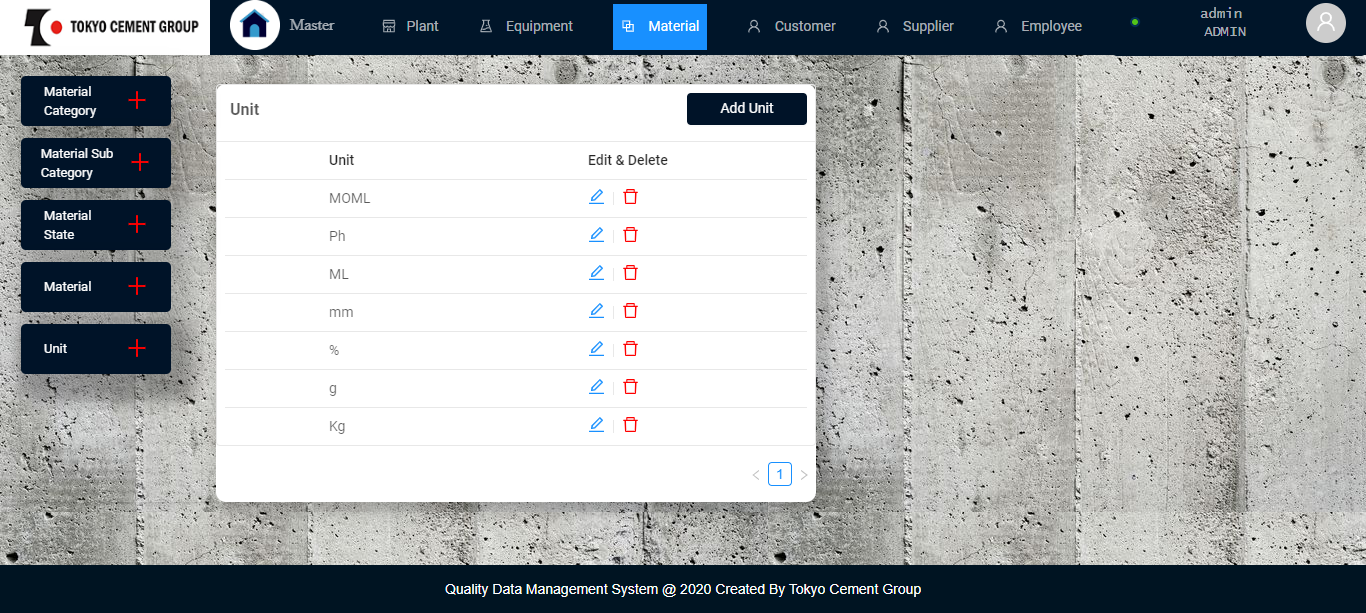 TOKYO CEMENT GROUP
Master
Plant
Equipment
Material
Customer
Supplier
Employee
admin
ADMIN
Material
Category
Material Sub
Category
Material
State
Material
Unit
Unit
Add Unit
Unit Edit & Delete
MOML
Ph
ML
mm
%
g
Kg
< 1 >
Quality Data Management System @ 2020 Created By Tokyo Cement Group